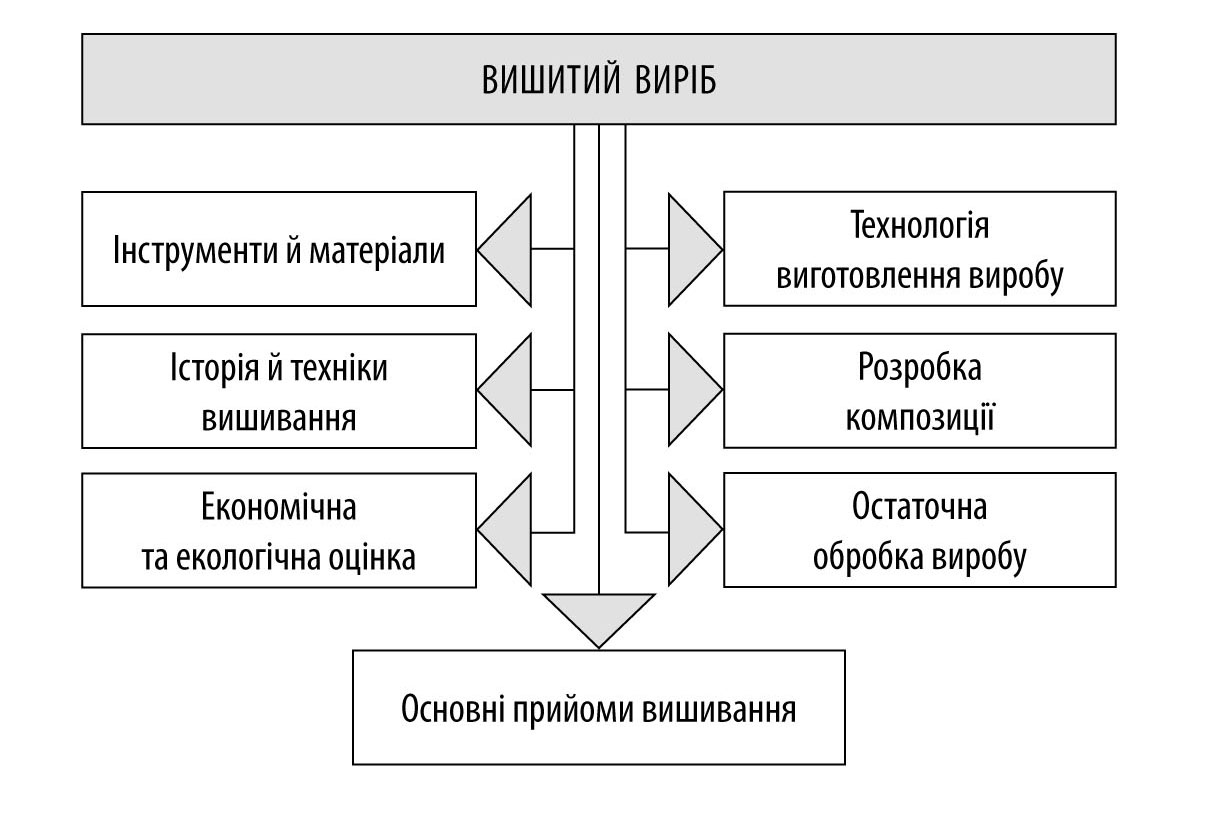 ВИШИТИЙ ВИРІБ
Інструменти й матеріали
Технологія
виготовлення виробу
Історія й техніки
вишивання
Розробка
композиції
Економічна
та екологічна оцінка
Остаточна
обробка виробу
Основні прийоми вишивання